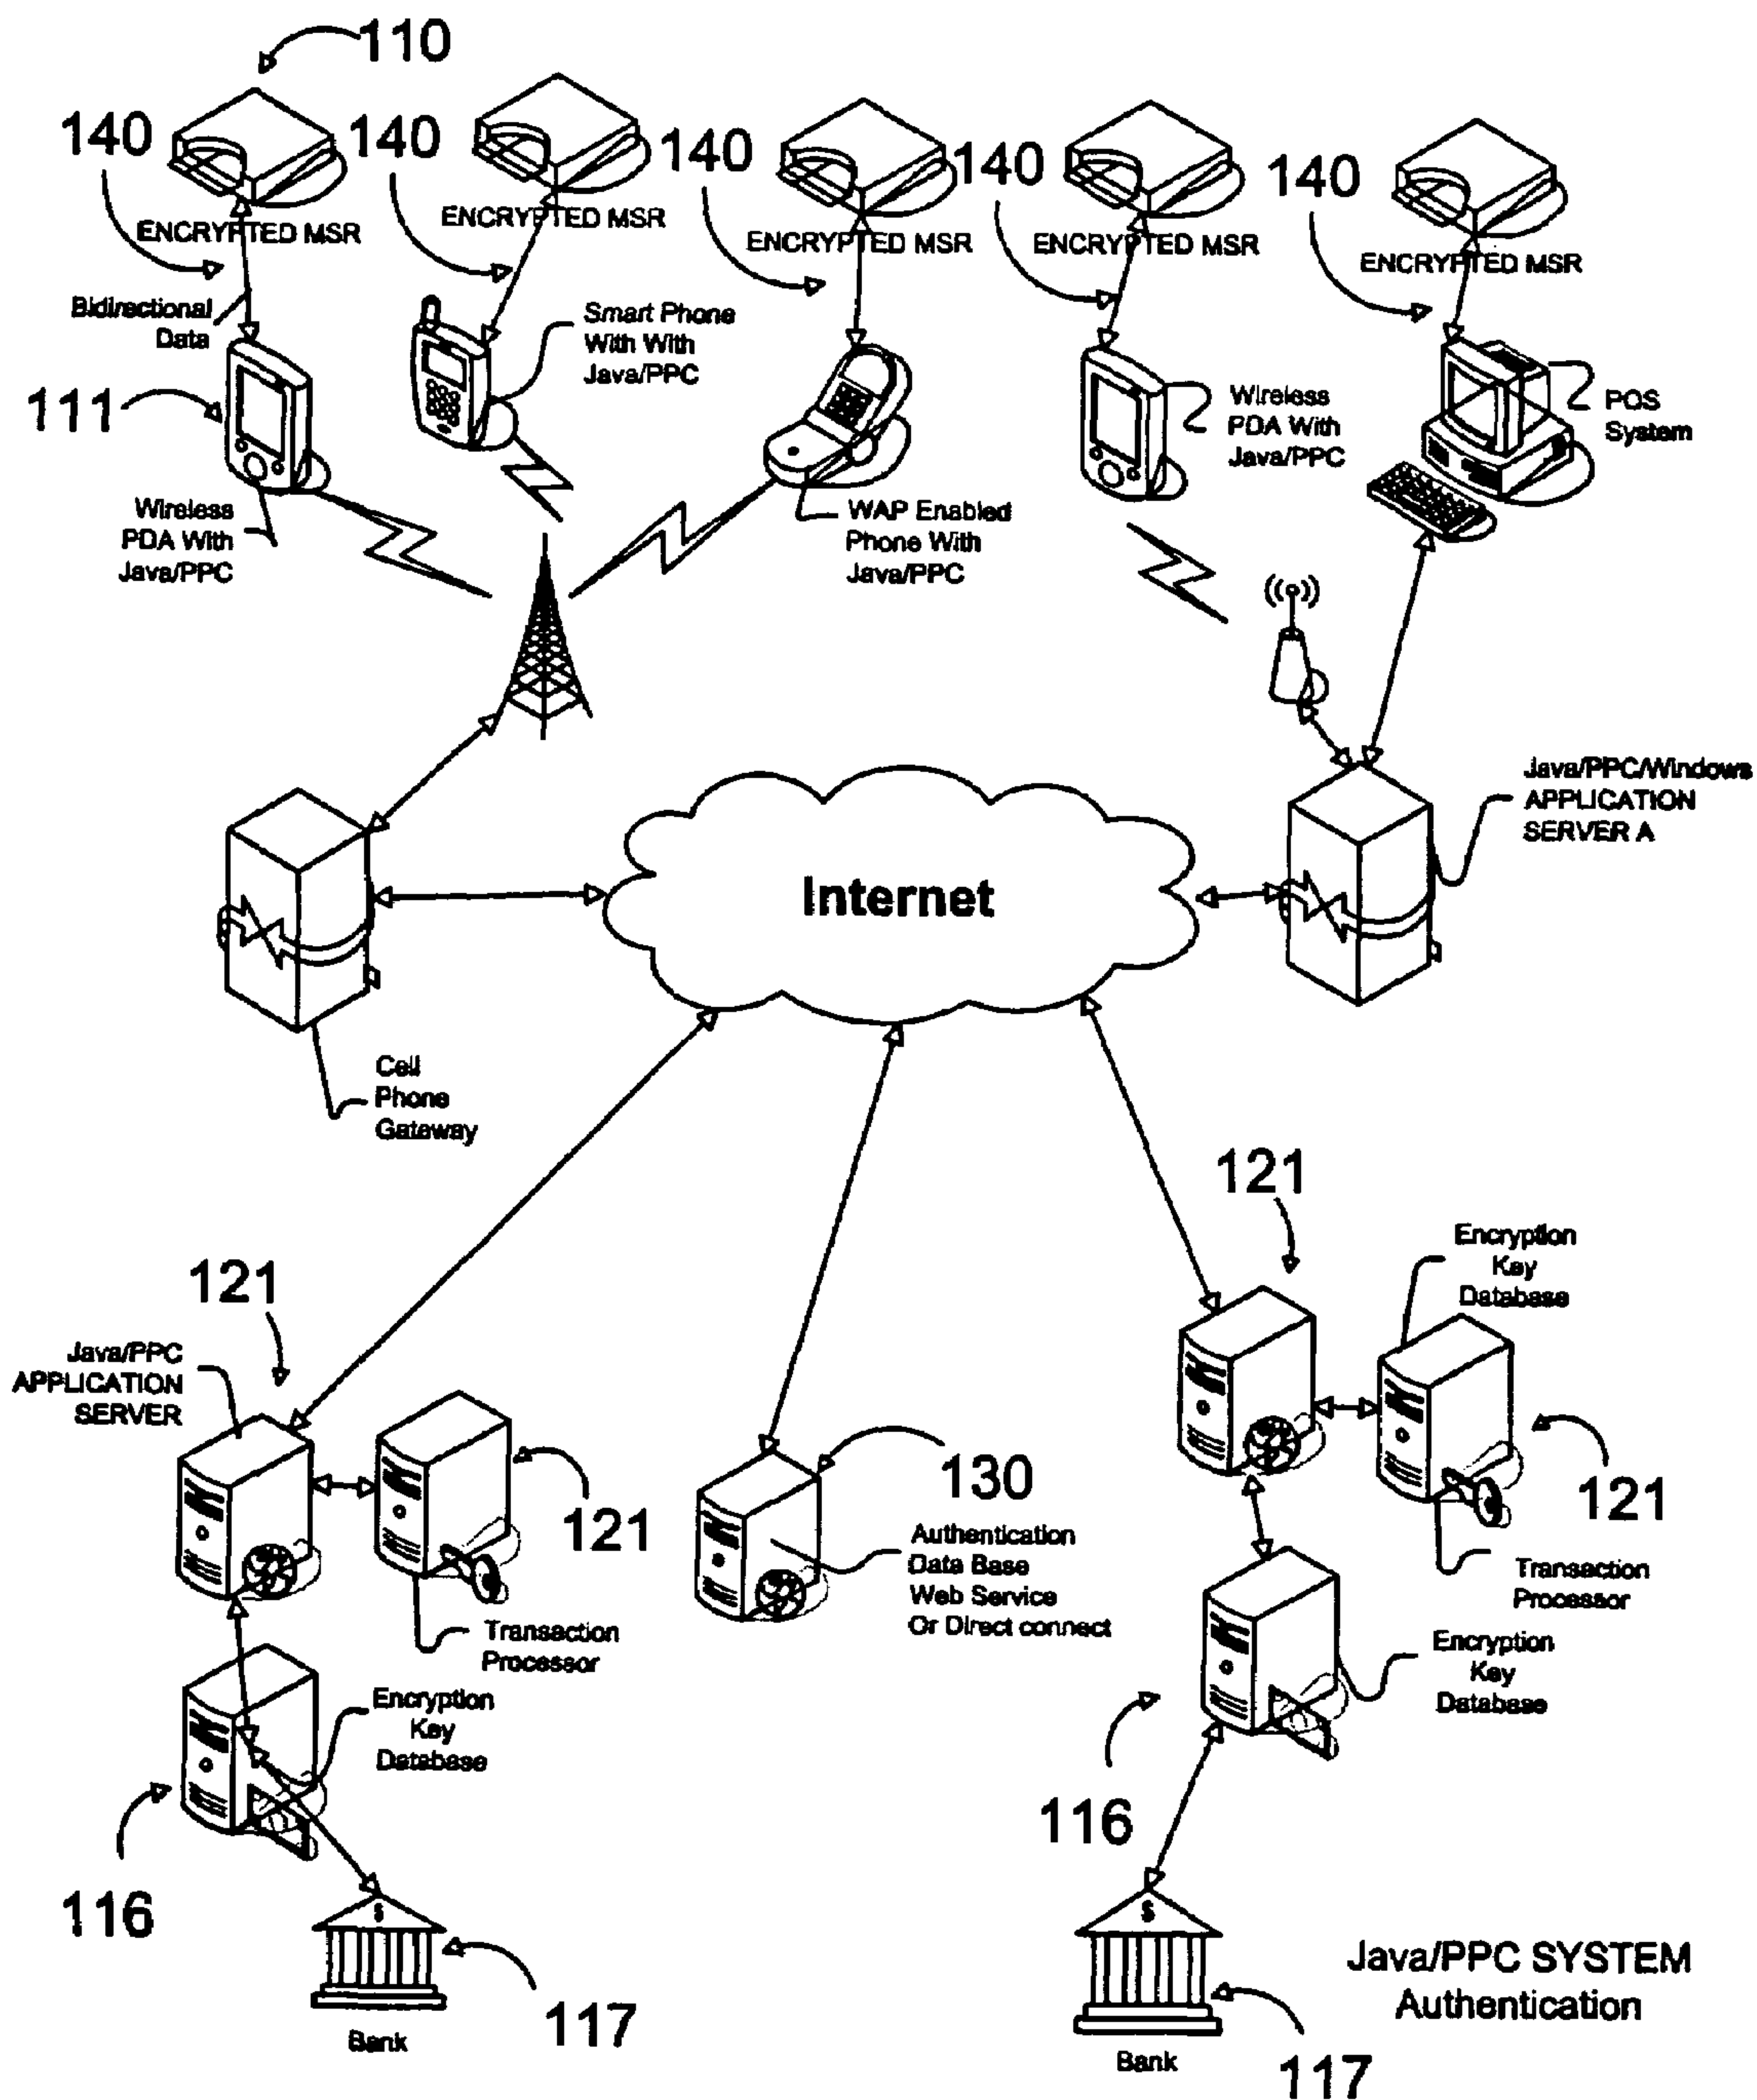 110
140
140
140
140
140
ENCRYPTED MSR
ENCRYPTED MSR
ENCRYPTED MSR
ENCRYPTED MSR
ENCRYPTED MSR
Bidirectional
Data
111
Smart Phone
With With
Java/PPC
Wireless
PDA With
Java/PPC
POS
System
Wireless
PDA With
Java/PPC
WAP Enabled
Phone With
Java/PPC
Java/PPC/Windows
APPLICATION
SERVER A
Internet
Cell
Phone
Gateway
121
Encryption
Key
Database
121
Java/PPC
APPLICATION
SERVER
121
130
121
Authentication
Data Base
Web Service
Or Direct connect
Transaction
Processor
Transaction
Processor
Encryption
Key
Database
Encryption
Key
Database
116
116
$
$
117
Bank
Java/PPC SYSTEM
Authentication
Bank
117